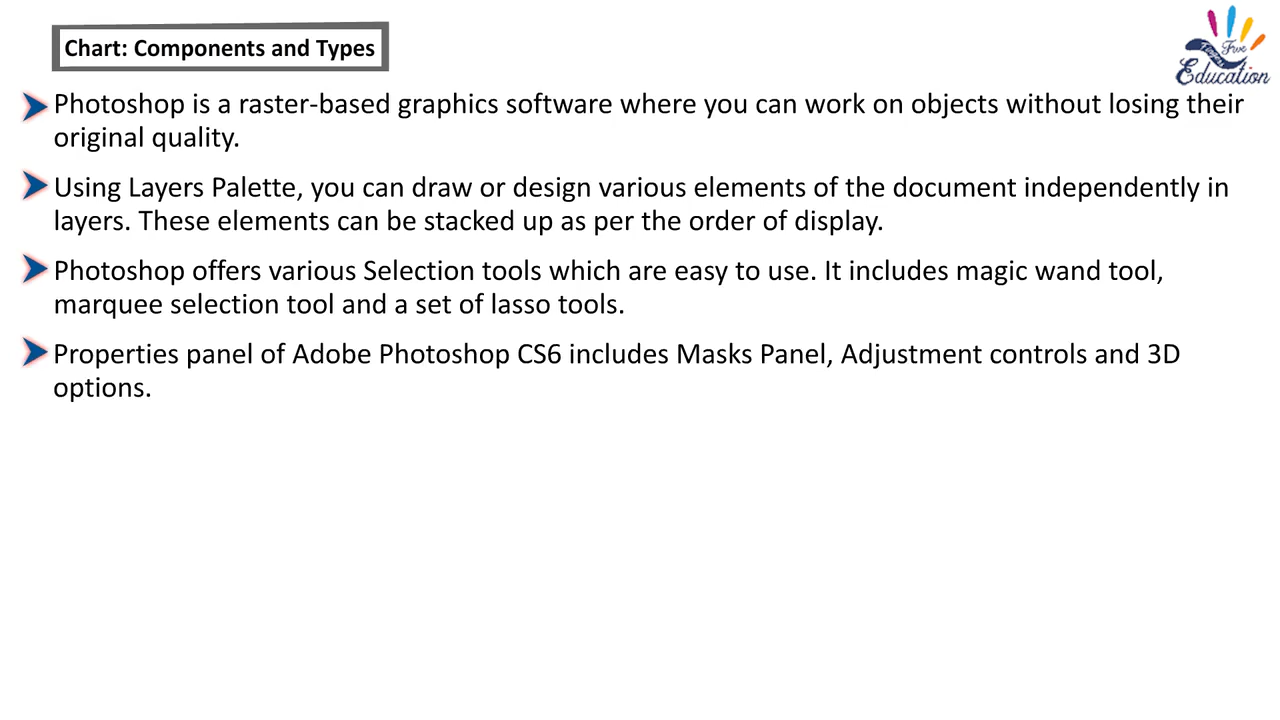 Chart: Components and Types
Five
Fingers
Education
Photoshop is a raster-based graphics software where you can work on objects without losing their
original quality.
Using Layers Palette, you can draw or design various elements of the document independently in
layers. These elements can be stacked up as per the order of display.
Photoshop offers various Selection tools which are easy to use. It includes magic wand tool,
marquee selection tool and a set of lasso tools.
Properties panel of Adobe Photoshop CS6 includes Masks Panel, Adjustment controls and 3D
options.